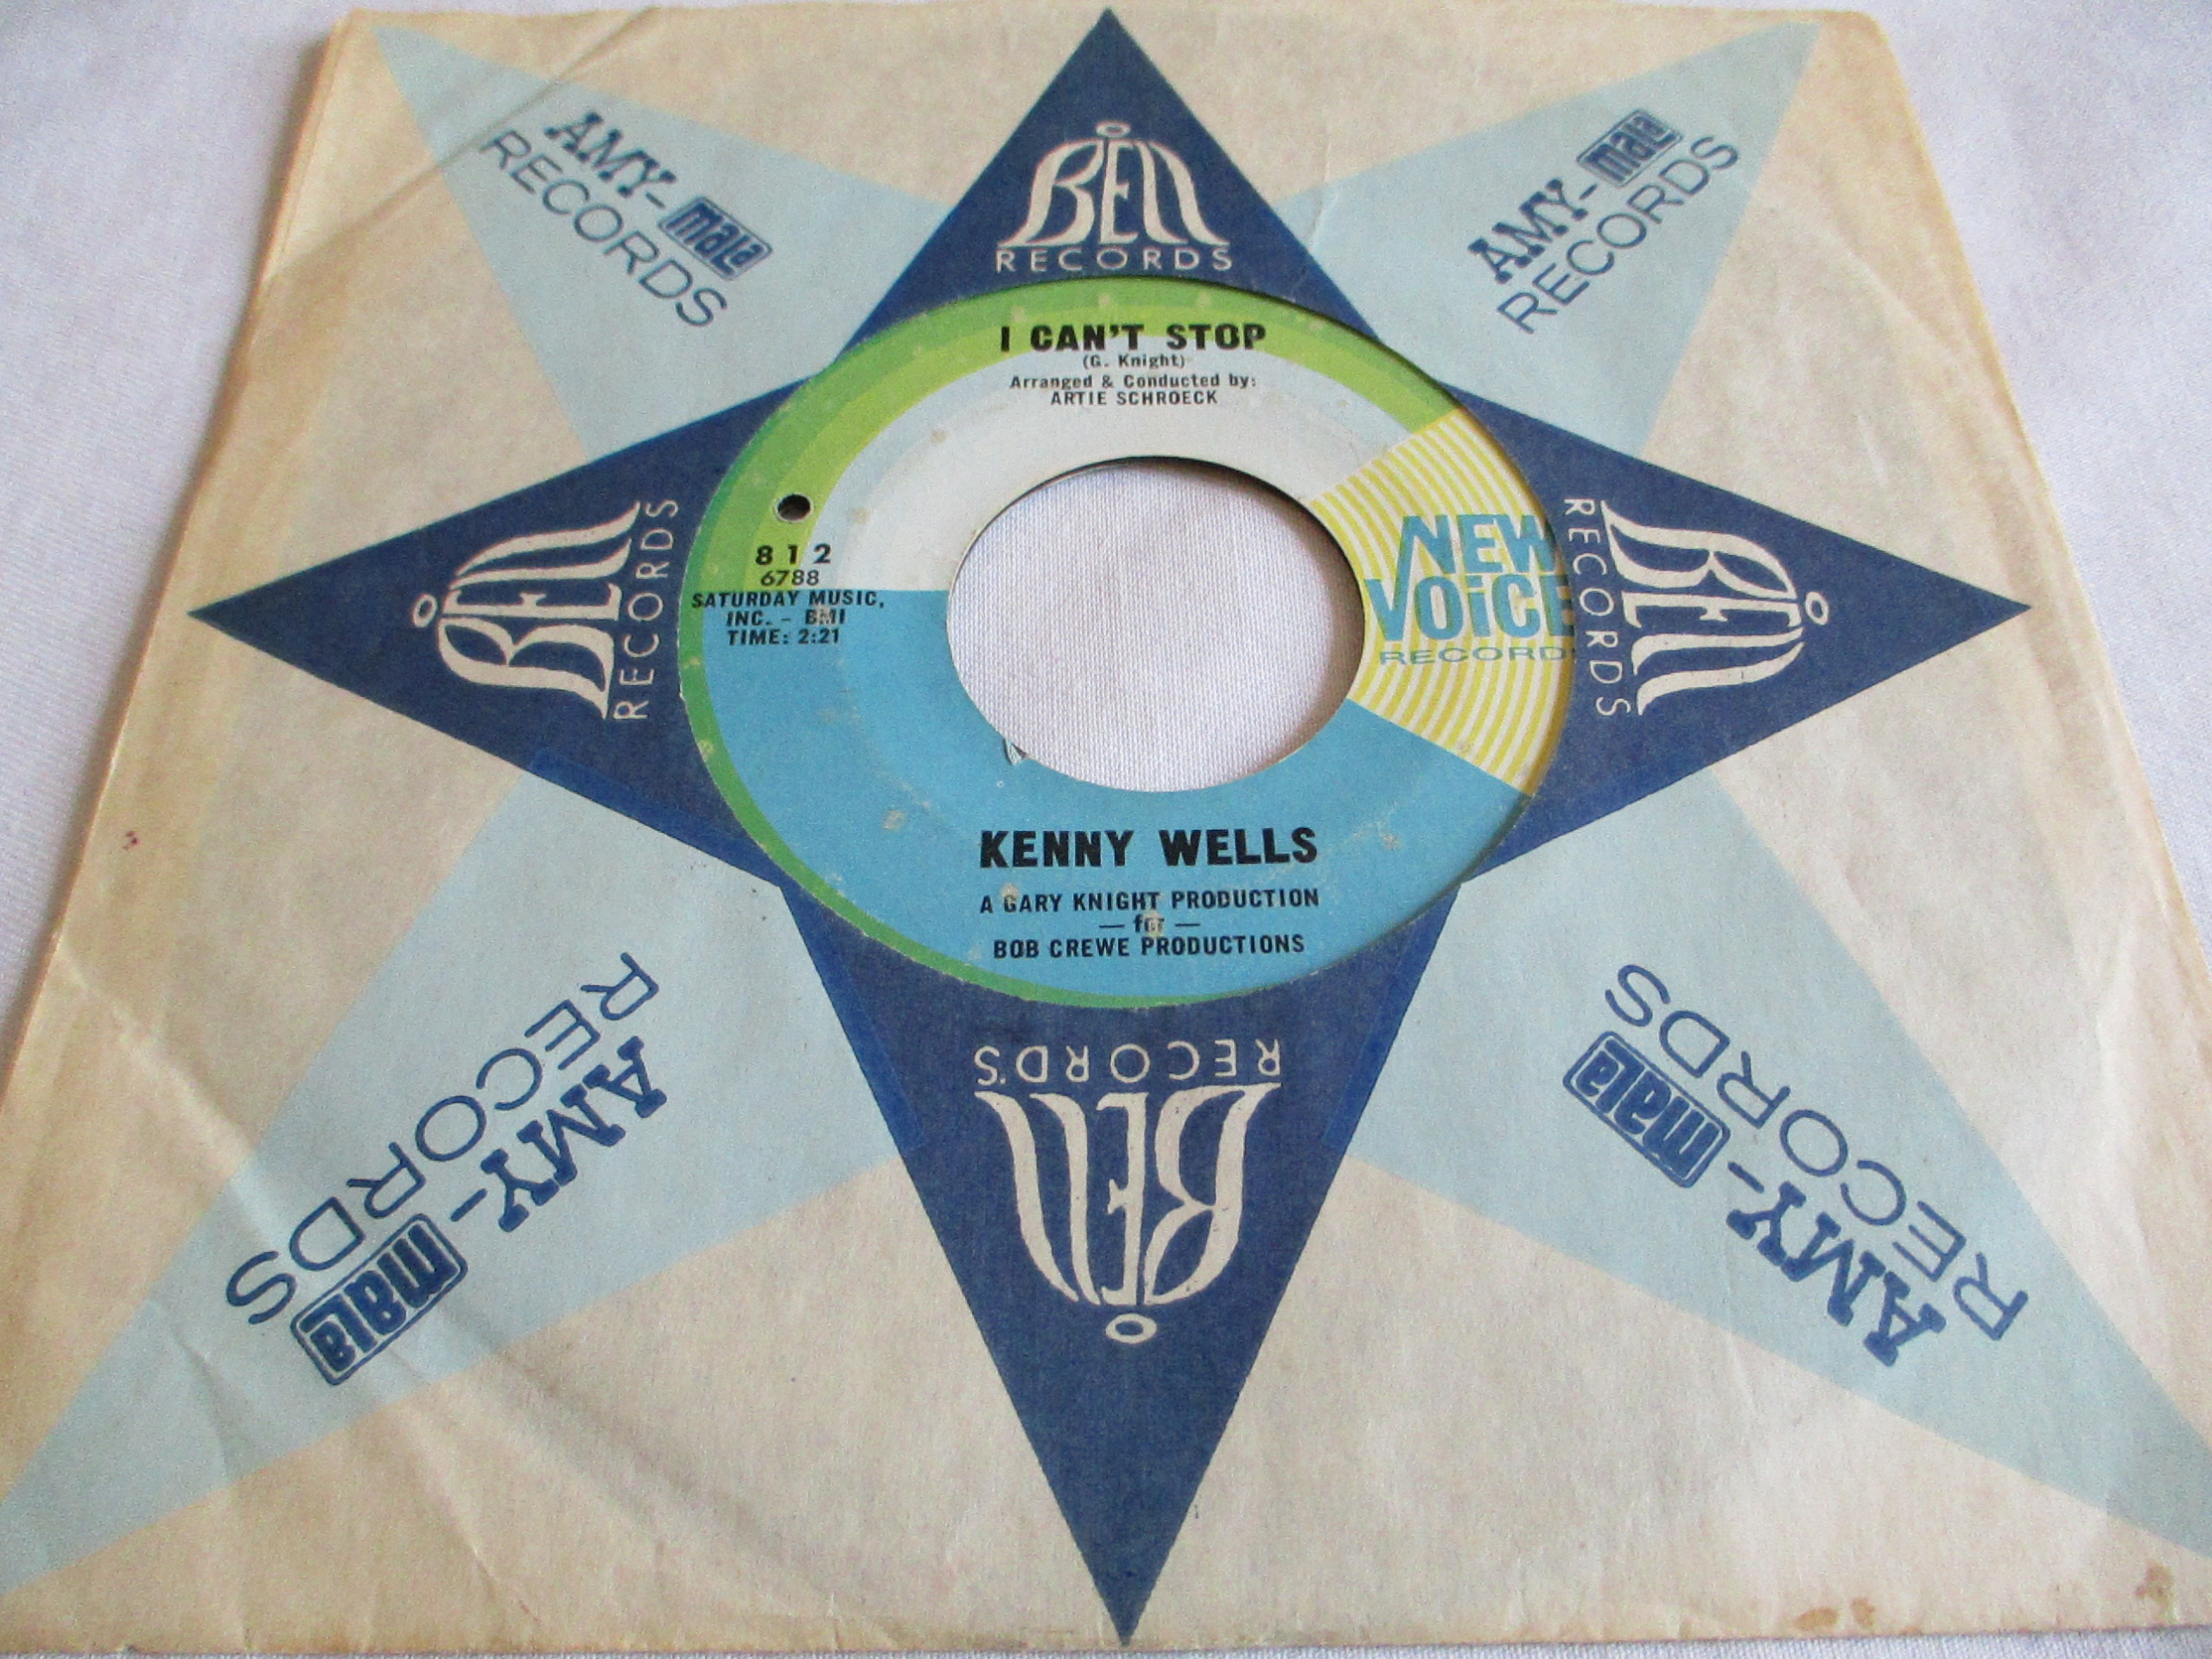 AMY-mala
RECORDS
BELL
RECORDS
AMY-mala
RECORDS
I CAN'T STOP
(G. Knight)
Arranged & Conducted by:
ARTIE SCHROECK
812
6788
SATURDAY MUSIC,
INC. - BMI
TIME: 2:21
NEW
VOICE
RECORD
BELL
RECORDS
BELL
RECORDS
KENNY WELLS
A GARY KNIGHT PRODUCTION
— for —
BOB CREWE PRODUCTIONS
AMY-mala
RECORDS
BELL
RECORDS
AMY-mala
RECORDS